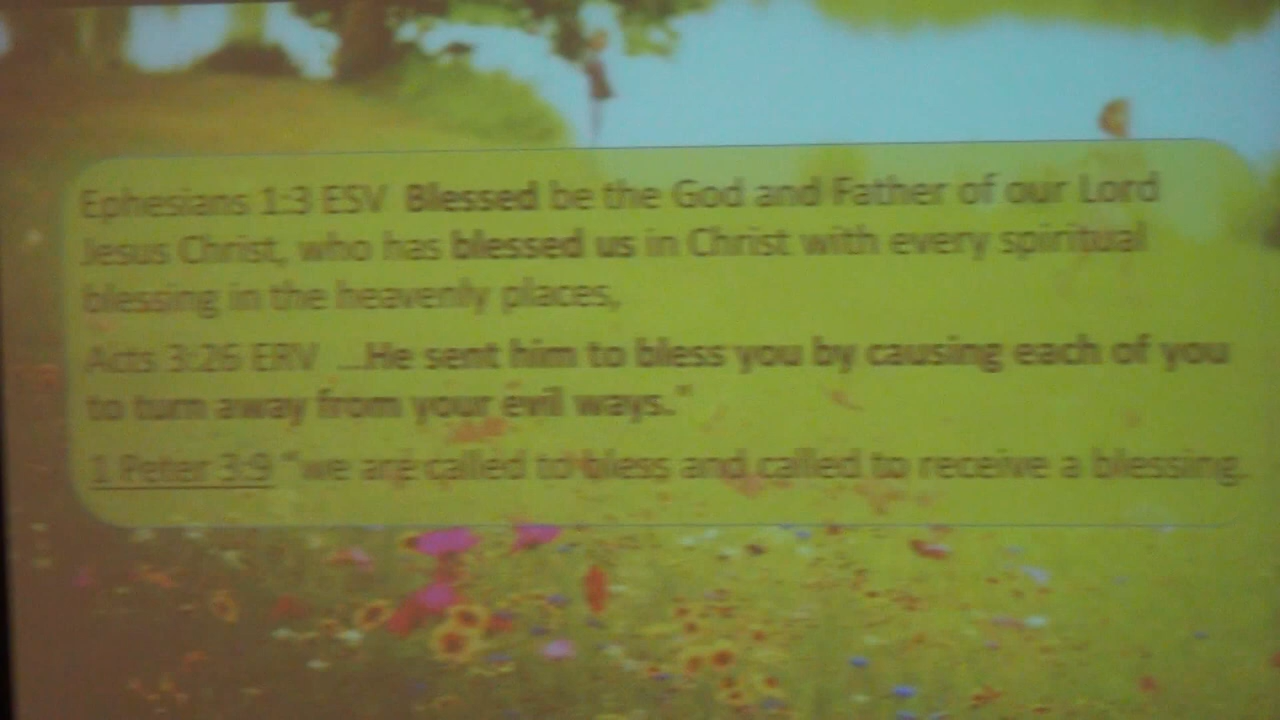 Ephesians 1:3 ESV Blessed be the God and Father of our Lord
Jesus Christ, who has blessed us in Christ with every spiritual
blessing in the heavenly places,
Acts 3:26 ERV ...He sent him to bless you by causing each of you
to turn away from your evil ways."
1 Peter 3:9 "we are called to bless and called to receive a blessing.